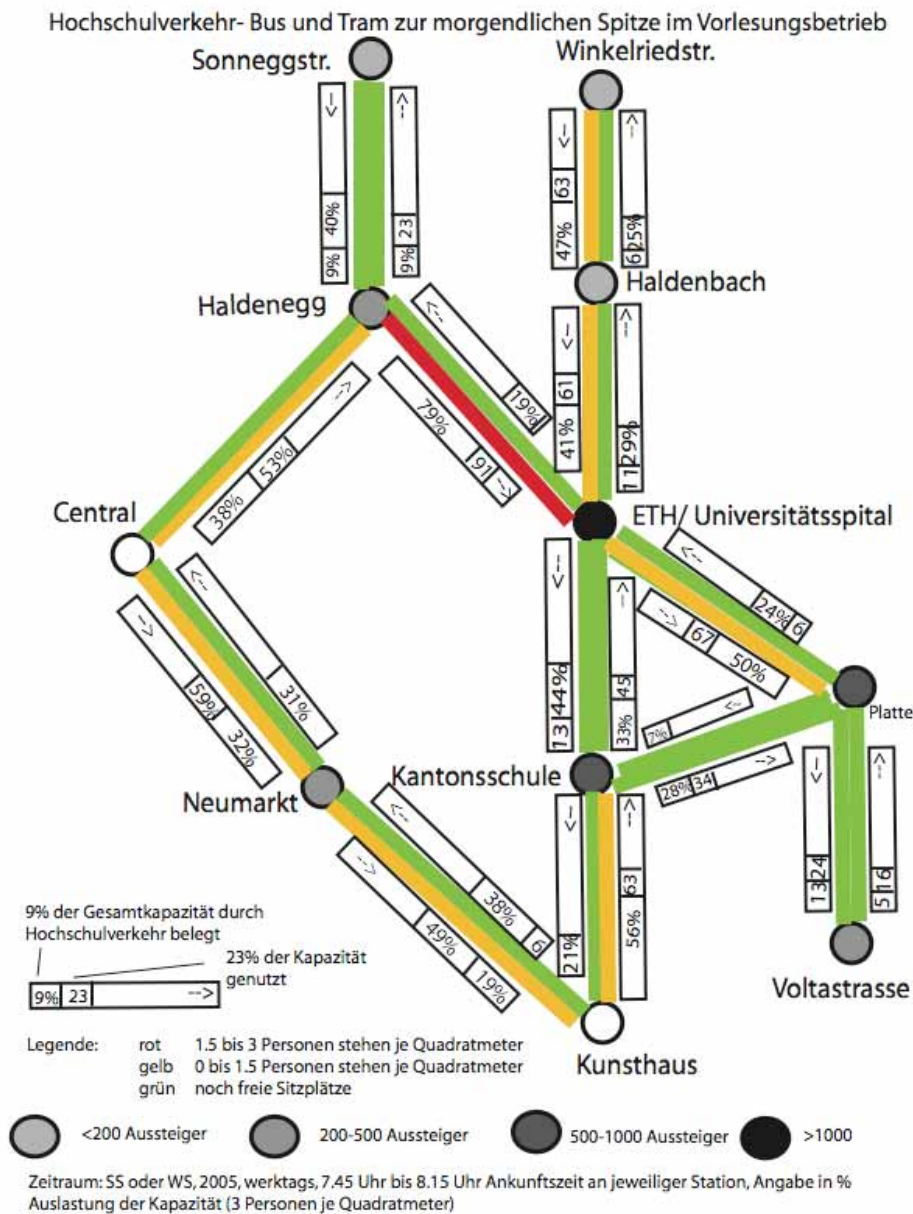 Hochschulverkehr- Bus und Tram zur morgendlichen Spitze im Vorlesungsbetrieb
Sonneggstr.
Winkelriedstr.
<--
-->
40%
9%
23
9%
<--
63
47%
-->
25%
6
Haldenegg
Haldenbach
<--
19%
79%
91
-->
<--
61
41%
-->
29%
11
-->
53%
38%
Central
ETH/ Universitätsspital
<--
31%
-->
59%
32%
<--
44%
13
-->
45
33%
<--
24%
6
-->
67
50%
Platte
Neumarkt
Kantonsschule
<--
7%
28%
34
-->
<--
38%
6
-->
49%
19%
<--
21%
-->
63
56%
<--
24
13
-->
16
5
Voltastrasse
Kunsthaus
9% der Gesamtkapazität durch
Hochschulverkehr belegt
23% der Kapazität
genutzt
9% 23 -->
Legende: rot 1.5 bis 3 Personen stehen je Quadratmeter
gelb 0 bis 1.5 Personen stehen je Quadratmeter
grün noch freie Sitzplätze
<200 Aussteiger 200-500 Aussteiger 500-1000 Aussteiger >1000
Zeitraum: SS oder WS, 2005, werktags, 7.45 Uhr bis 8.15 Uhr Ankunftszeit an jeweiliger Station, Angabe in %
Auslastung der Kapazität (3 Personen je Quadratmeter)